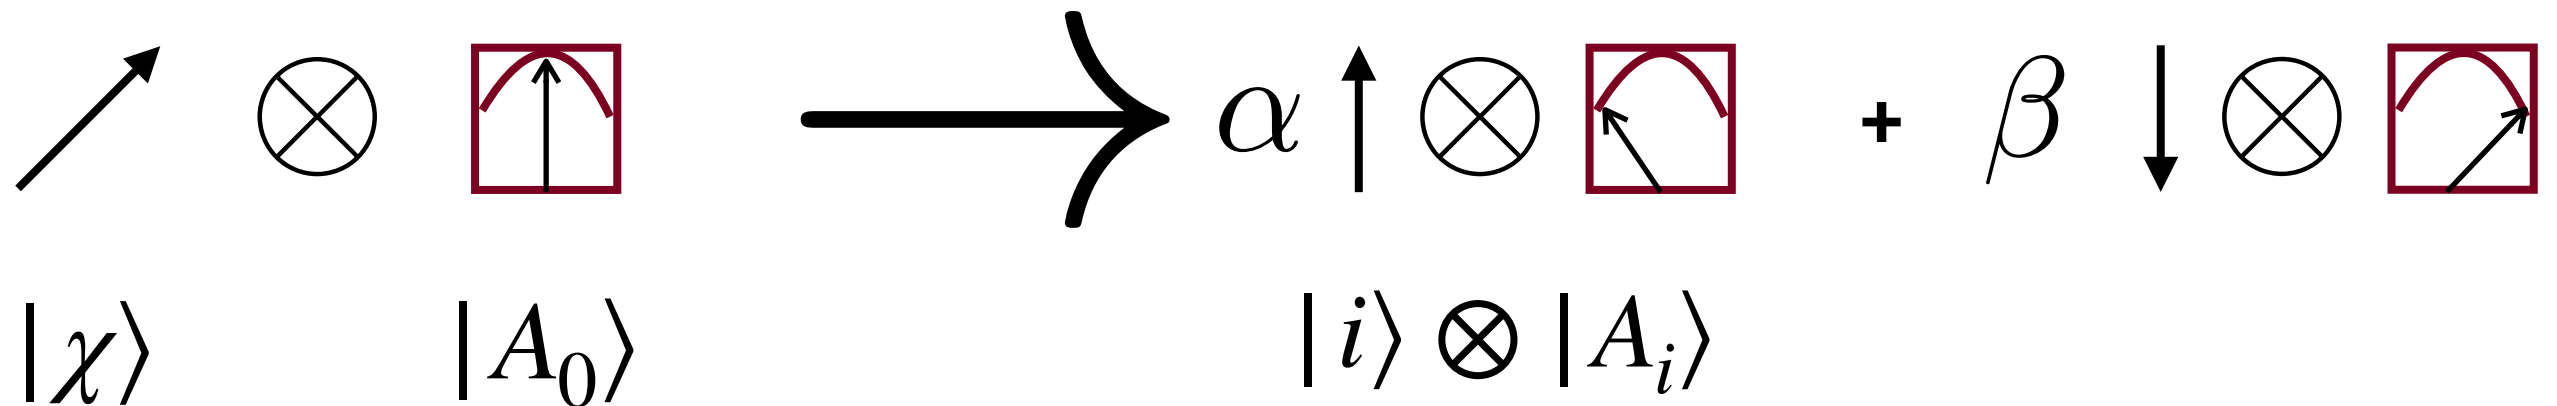 ⊗ ⟶ α ↑ ⊗ + β ↓ ⊗
|χ⟩ |A₀⟩ |i⟩ ⊗ |Aᵢ⟩